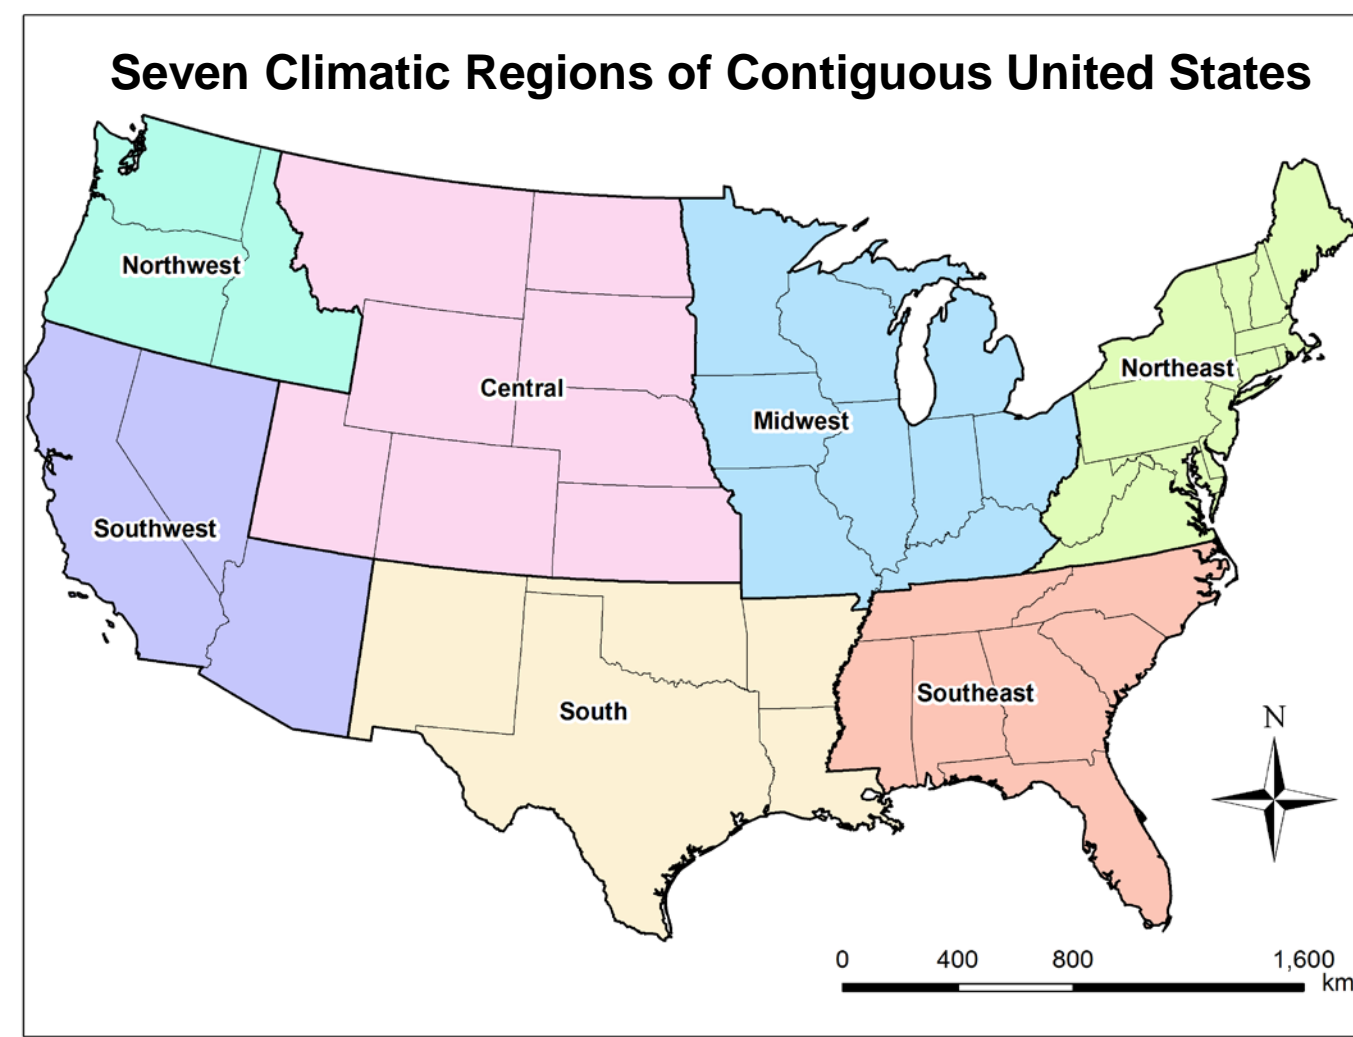 Seven Climatic Regions of Contiguous United States
Northwest
Northeast
Central
Midwest
Southwest
Southeast
South
N
0 400 800 1,600
km